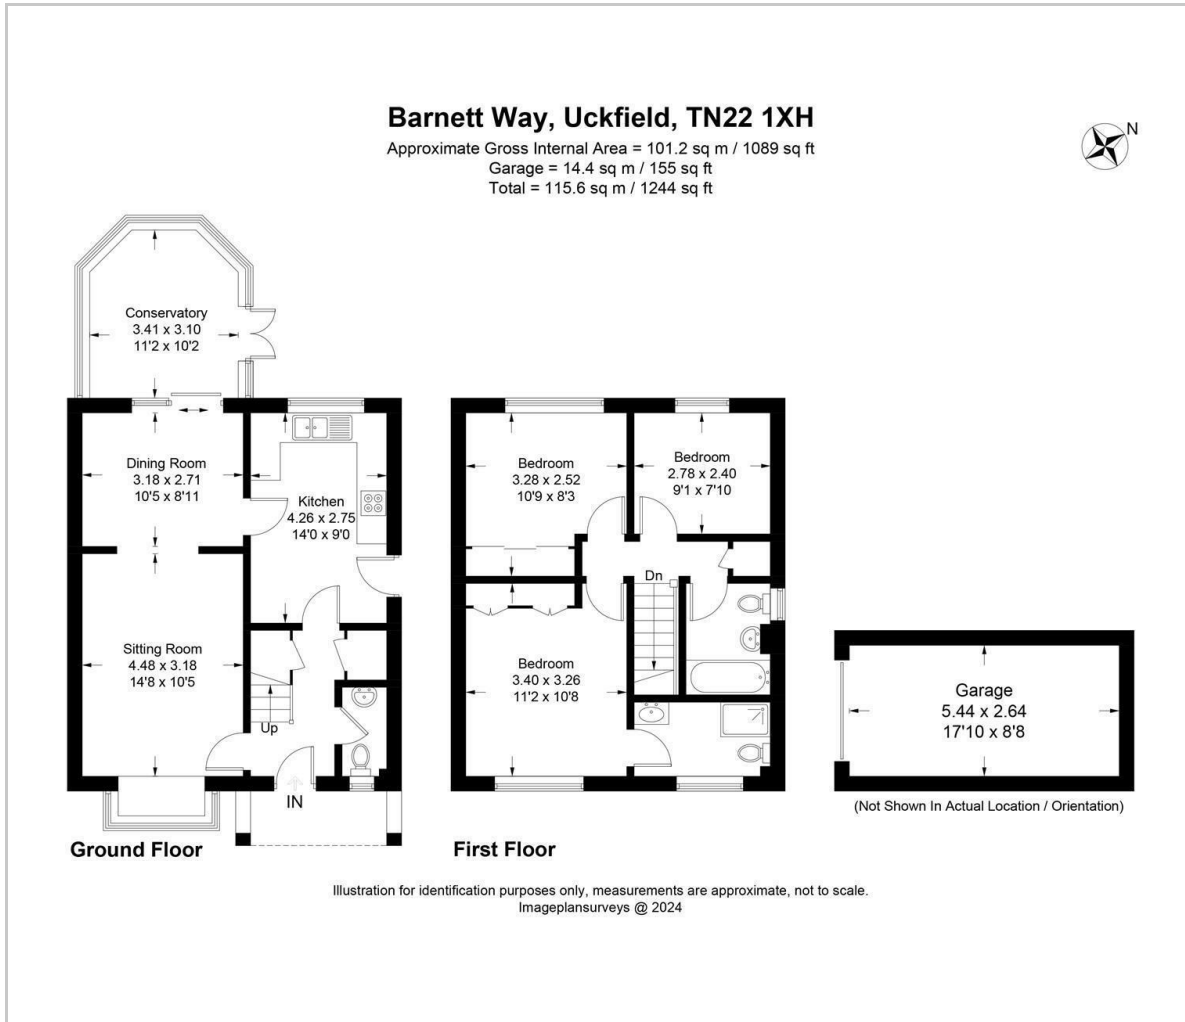 Barnett Way, Uckfield, TN22 1XH
Approximate Gross Internal Area = 101.2 sq m / 1089 sq ft
Garage = 14.4 sq m / 155 sq ft
Total = 115.6 sq m / 1244 sq ft
N
Conservatory
3.41 x 3.10
11'2 x 10'2
Dining Room
3.18 x 2.71
10'5 x 8'11
Kitchen
4.26 x 2.75
14'0 x 9'0
Sitting Room
4.48 x 3.18
14'8 x 10'5
Up
IN
Ground Floor
Bedroom
3.28 x 2.52
10'9 x 8'3
Bedroom
2.78 x 2.40
9'1 x 7'10
Dn
Bedroom
3.40 x 3.26
11'2 x 10'8
First Floor
Garage
5.44 x 2.64
17'10 x 8'8
(Not Shown In Actual Location / Orientation)
Illustration for identification purposes only, measurements are approximate, not to scale.
Imageplansurveys @ 2024